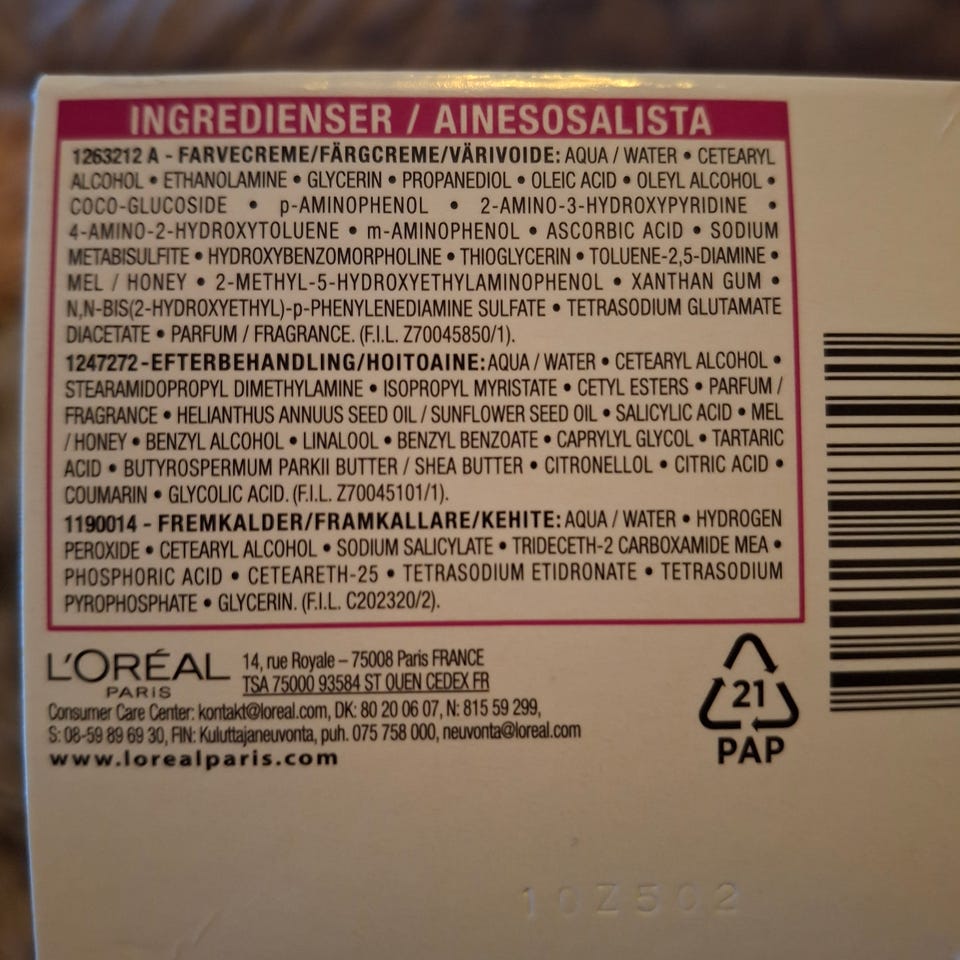 INGREDIENSER / AINESOSALISTA
1263212 A - FARVECREME/FÄRGCREME/VÄRIVOIDE: AQUA / WATER • CETEARYL
ALCOHOL • ETHANOLAMINE • GLYCERIN • PROPANEDIOL • OLEIC ACID • OLEYL ALCOHOL •
COCO-GLUCOSIDE • p-AMINOPHENOL • 2-AMINO-3-HYDROXYPYRIDINE •
4-AMINO-2-HYDROXYTOLUENE • m-AMINOPHENOL • ASCORBIC ACID • SODIUM
METABISULFITE • HYDROXYBENZOMORPHOLINE • THIOGLYCERIN • TOLUENE-2,5-DIAMINE •
MEL / HONEY • 2-METHYL-5-HYDROXYETHYLAMINOPHENOL • XANTHAN GUM •
N,N-BIS(2-HYDROXYETHYL)-p-PHENYLENEDIAMINE SULFATE • TETRASODIUM GLUTAMATE
DIACETATE • PARFUM / FRAGRANCE. (F.I.L. Z70045850/1).
1247272 -EFTERBEHANDLING/HOITOAINE: AQUA / WATER • CETEARYL ALCOHOL •
STEARAMIDOPROPYL DIMETHYLAMINE • ISOPROPYL MYRISTATE • CETYL ESTERS • PARFUM /
FRAGRANCE • HELIANTHUS ANNUUS SEED OIL / SUNFLOWER SEED OIL • SALICYLIC ACID • MEL
/ HONEY • BENZYL ALCOHOL • LINALOOL • BENZYL BENZOATE • CAPRYLYL GLYCOL • TARTARIC
ACID • BUTYROSPERMUM PARKII BUTTER / SHEA BUTTER • CITRONELLOL • CITRIC ACID •
COUMARIN • GLYCOLIC ACID. (F.I.L. Z70045101/1).
1190014 - FREMKALDER/FRAMKALLARE/KEHITE: AQUA / WATER • HYDROGEN
PEROXIDE • CETEARYL ALCOHOL • SODIUM SALICYLATE • TRIDECETH-2 CARBOXAMIDE MEA •
PHOSPHORIC ACID • CETEARETH-25 • TETRASODIUM ETIDRONATE • TETRASODIUM
PYROPHOSPHATE • GLYCERIN. (F.I.L. C202320/2).
L'ORÉAL
PARIS
14, rue Royale – 75008 Paris FRANCE
TSA 75000 93584 ST OUEN CEDEX FR
Consumer Care Center: kontakt@loreal.com, DK: 80 20 06 07, N: 815 59 299,
S: 08-59 89 69 30, FIN: Kuluttajaneuvonta, puh. 075 758 000, neuvonta@loreal.com
www.lorealparis.com
21
PAP
10Z502